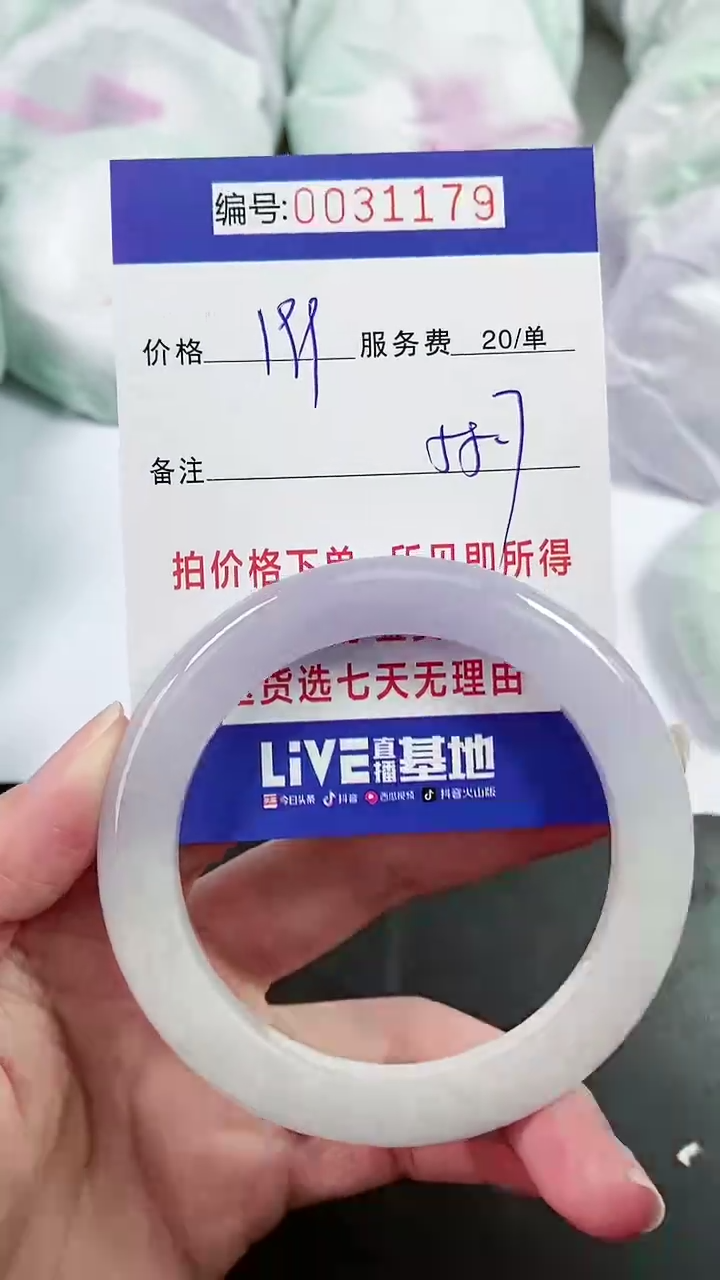 编号:0031179
价格 199 服务费 20/单
备注
拍价格下单 所见即所得
货选七天无理由
LiVE直播基地
今日头条 抖音 西瓜视频 抖音火山版